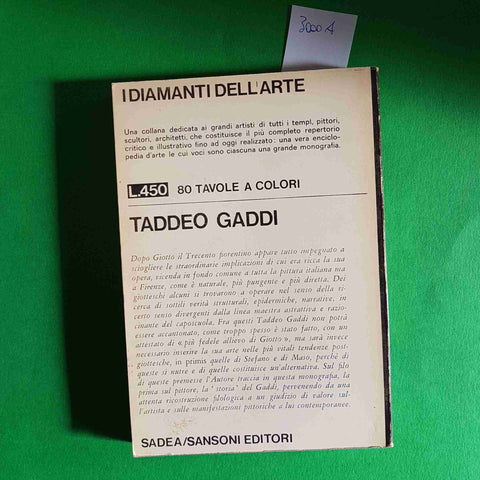 3000 A
I DIAMANTI DELL'ARTE
Una collana dedicata ai grandi artisti di tutti i templ, pittori,
scultori, architetti, che costituisce il più completo repertorio
critico e illustrativo fino ad oggi realizzato: una vera enciclo-
pedia d'arte le cui voci sono ciascuna una grande monografia.
L.450 80 TAVOLE A COLORI
TADDEO GADDI
Dopo Giotto il Trecento fiorentino appare tutto impegnato a
sciogliere le straordinarie implicazioni di cui era ricca la sua
opera, vicenda in fondo comune a tutta la pittura italiana ma
a Firenze, come è naturale, più pungente e più diretta. Dei
giotteschi alcuni si trovarono a operare nel senso della ri-
cerca di sottili verità strutturali, epidermiche, narrative, in
certo senso divergenti dalla linea maestra astrattiva e razio-
cinante del caposcuola. Fra questi Taddeo Gaddi non potrà
essere accantonato, come troppo spesso è stato fatto, con un
attestato di « più fedele allievo di Giotto », ma sarà invece
necessario inserire la sua arte nelle più vitali tendenze post-
giottesche, in primis quelle di Stefano e di Maso, perché di
queste si nutre e di quelle costituisce un'alternativa. Sul filo
di queste premesse l'Autore traccia in questa monografia, la
prima sul pittore, la "storia" del Gaddi, pervenendo da una
attenta ricostruzione filologica a un giudizio di valore sul-
l'artista e sulle manifestazioni pittoriche a lui contemporanee.
SADEA/SANSONI EDITORI